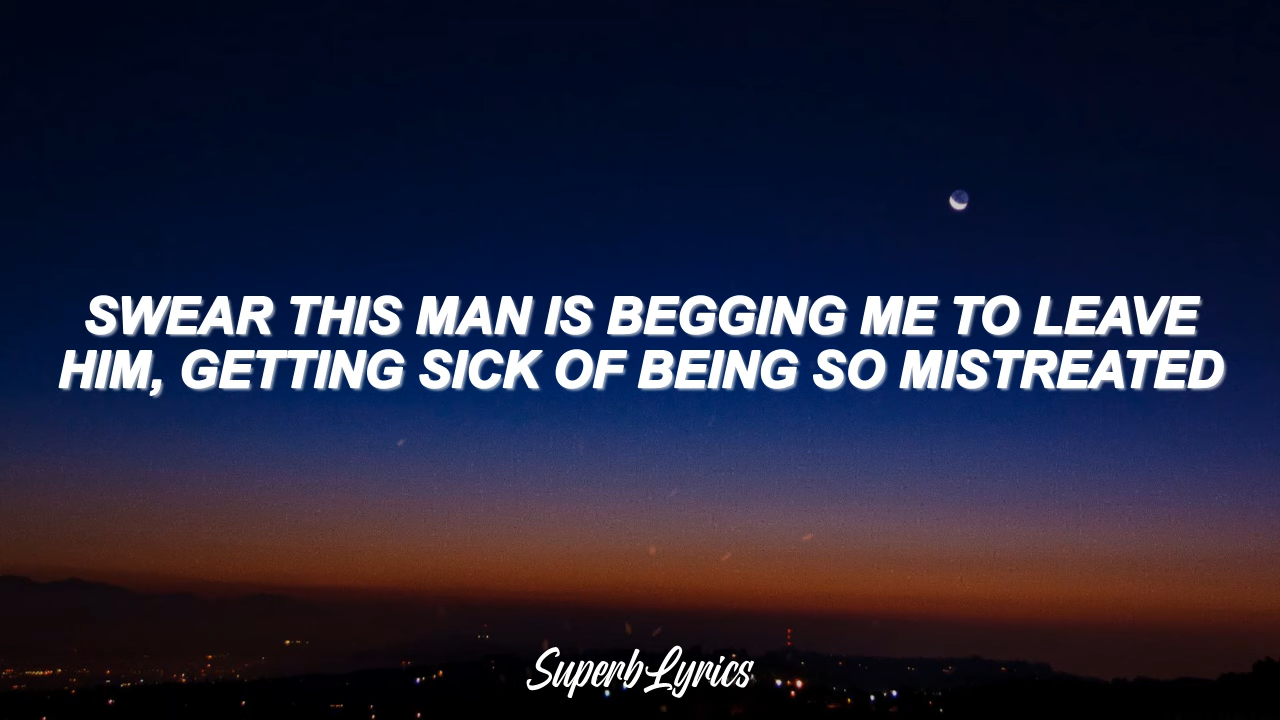 SWEAR THIS MAN IS BEGGING ME TO LEAVE
HIM, GETTING SICK OF BEING SO MISTREATED
SuperbLyrics